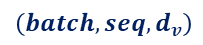 (batch, seq, d_v)